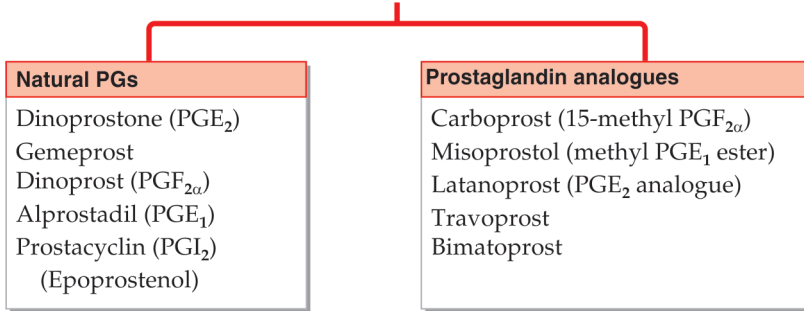 Natural PGs
Dinoprostone (PGE₂)
Gemeprost
Dinoprost (PGF₂α)
Alprostadil (PGE₁)
Prostacyclin (PGI₂)
(Epoprostenol)
Prostaglandin analogues
Carboprost (15-methyl PGF₂α)
Misoprostol (methyl PGE₁ ester)
Latanoprost (PGE₂ analogue)
Travoprost
Bimatoprost